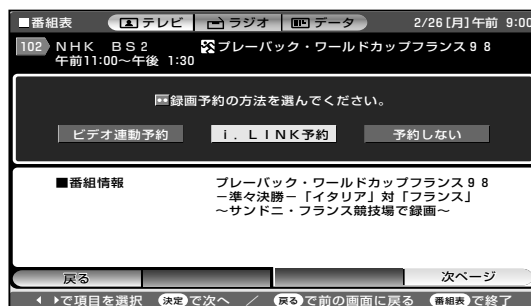 ■番組表 テレビ ラジオ データ 2/26[月]午前 9:00
102 NHK BS2 プレーバック・ワールドカップフランス98
午前11:00~午後 1:30
録画予約の方法を選んでください。
ビデオ連動予約 i.LINK予約 予約しない
■番組情報 プレーバック・ワールドカップフランス98
-準々決勝-「イタリア」対「フランス」
~サンドニ・フランス競技場で録画~
戻る 次ページ
で項目を選択 決定で次へ / 戻るで前の画面に戻る 番組表で終了